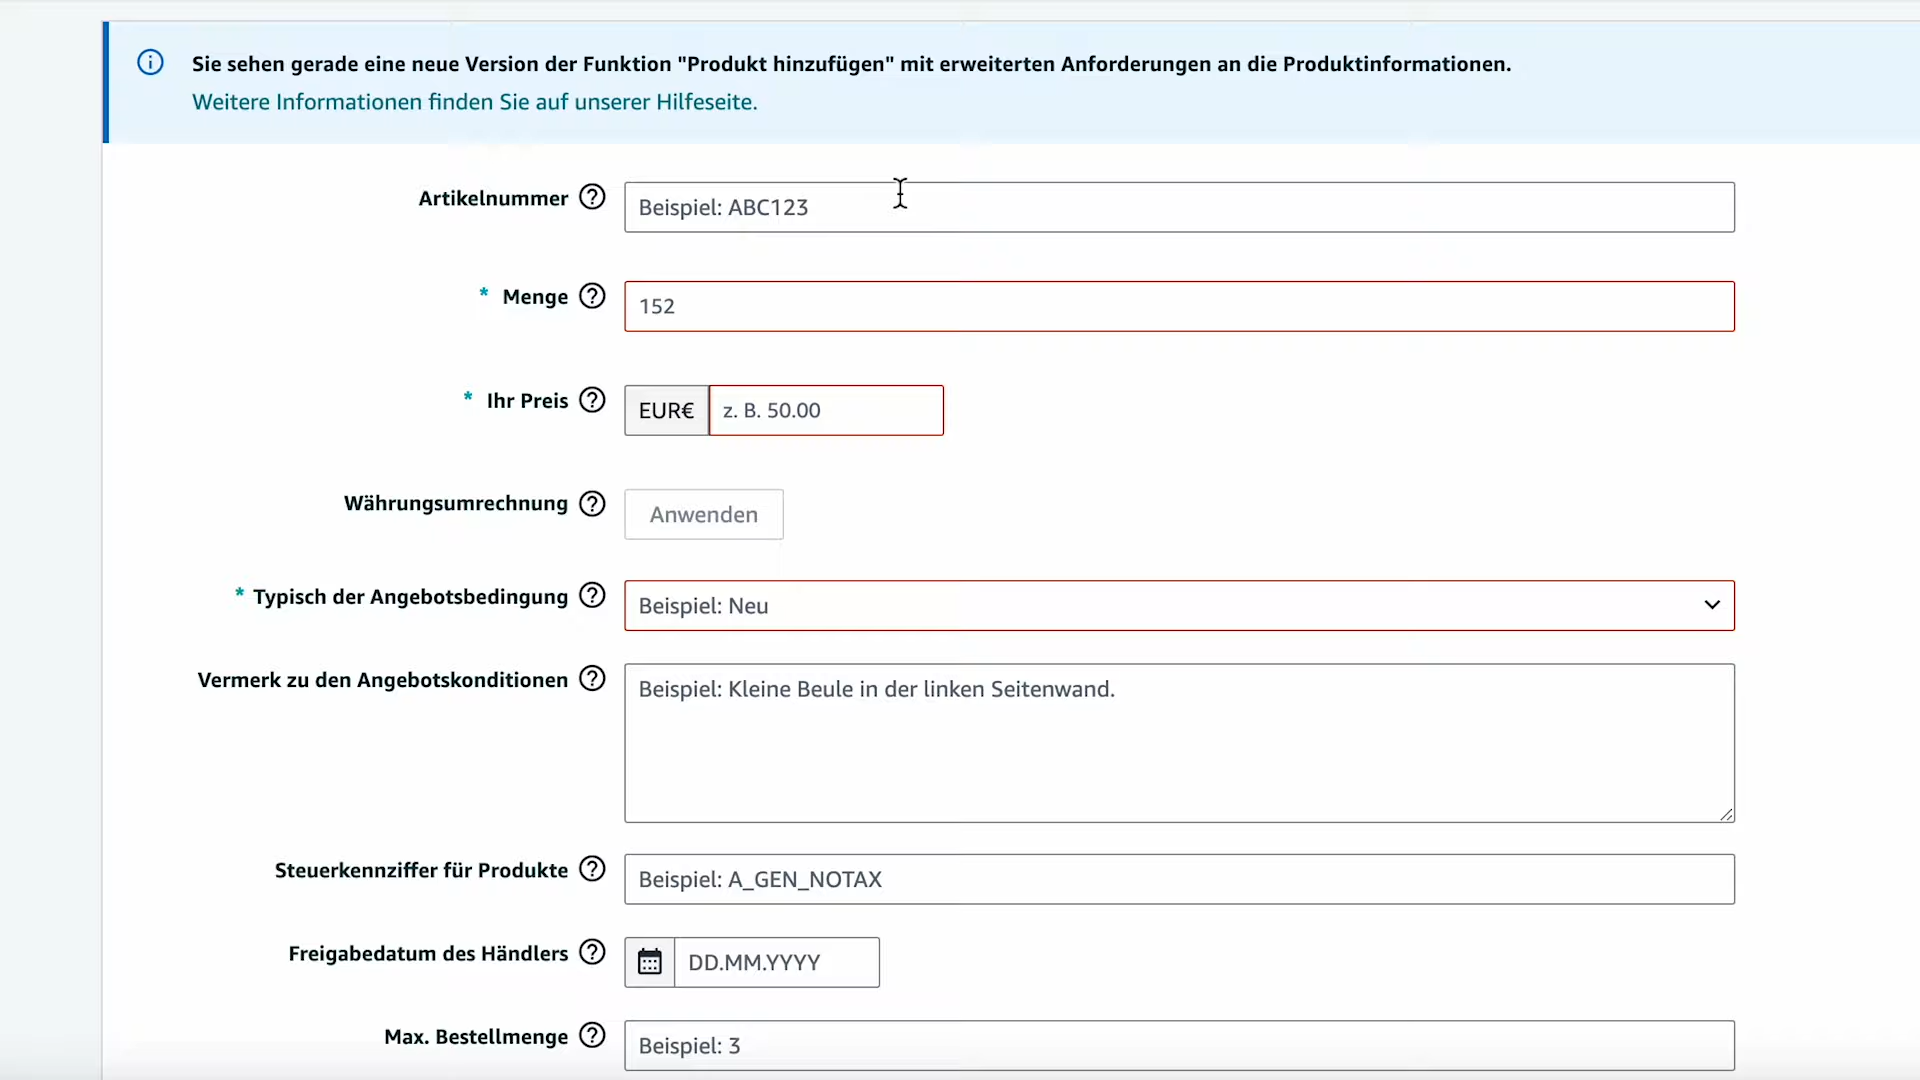 Sie sehen gerade eine neue Version der Funktion "Produkt hinzufügen" mit erweiterten Anforderungen an die Produktinformationen.
Weitere Informationen finden Sie auf unserer Hilfeseite.
Artikelnummer ? Beispiel: ABC123
* Menge ? 152
* Ihr Preis ? EUR€ z. B. 50.00
Währungsumrechnung ? Anwenden
* Typisch der Angebotsbedingung ? Beispiel: Neu
Vermerk zu den Angebotskonditionen ? Beispiel: Kleine Beule in der linken Seitenwand.
Steuerkennziffer für Produkte ? Beispiel: A_GEN_NOTAX
Freigabedatum des Händlers ? DD.MM.YYYY
Max. Bestellmenge ? Beispiel: 3